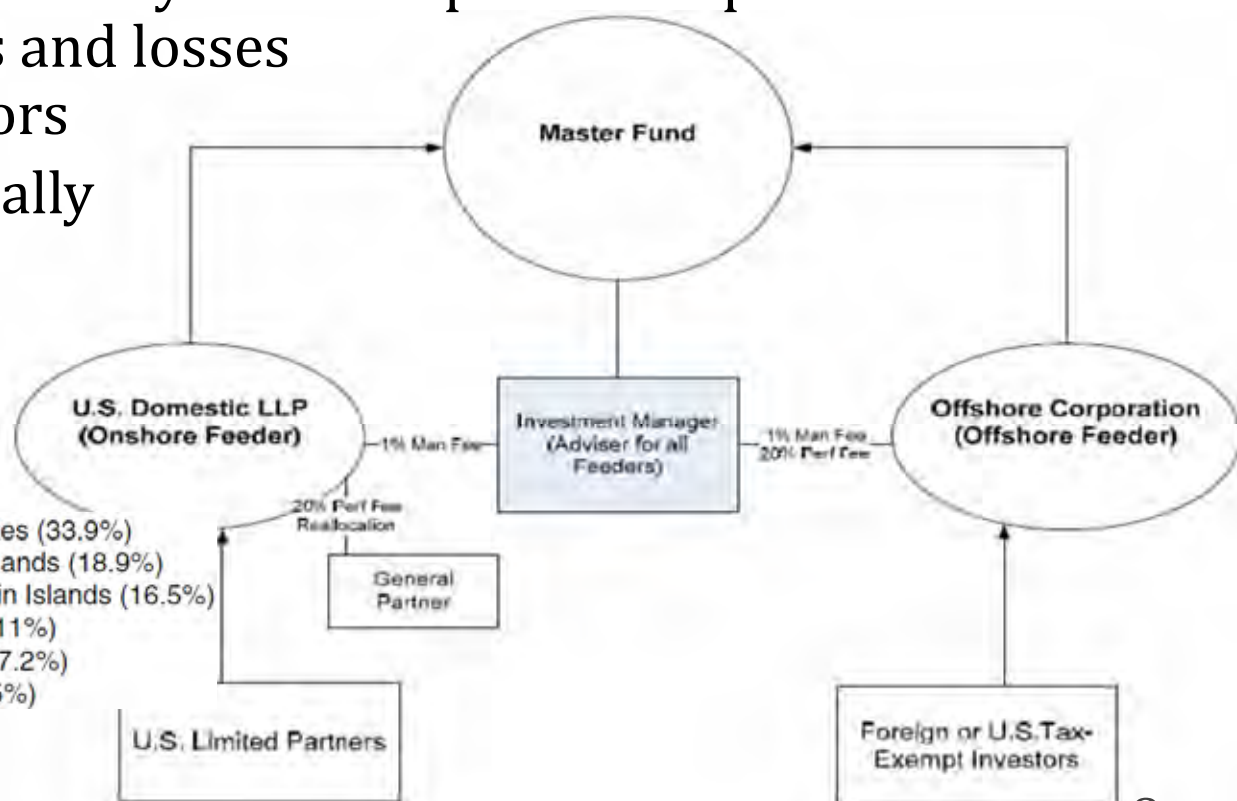 s and losses
ors
ally
Master Fund
U.S. Domestic LLP
(Onshore Feeder)
1% Man Fee
Investment Manager
(Adviser for all
Feeders)
1% Man Fee
20% Perf Fee
Offshore Corporation
(Offshore Feeder)
20% Perf Fee
Reallocation
General
Partner
es (33.9%)
ands (18.9%)
in Islands (16.5%)
11%)
7.2%)
%)
U.S. Limited Partners
Foreign or U.S.Tax-
Exempt Investors